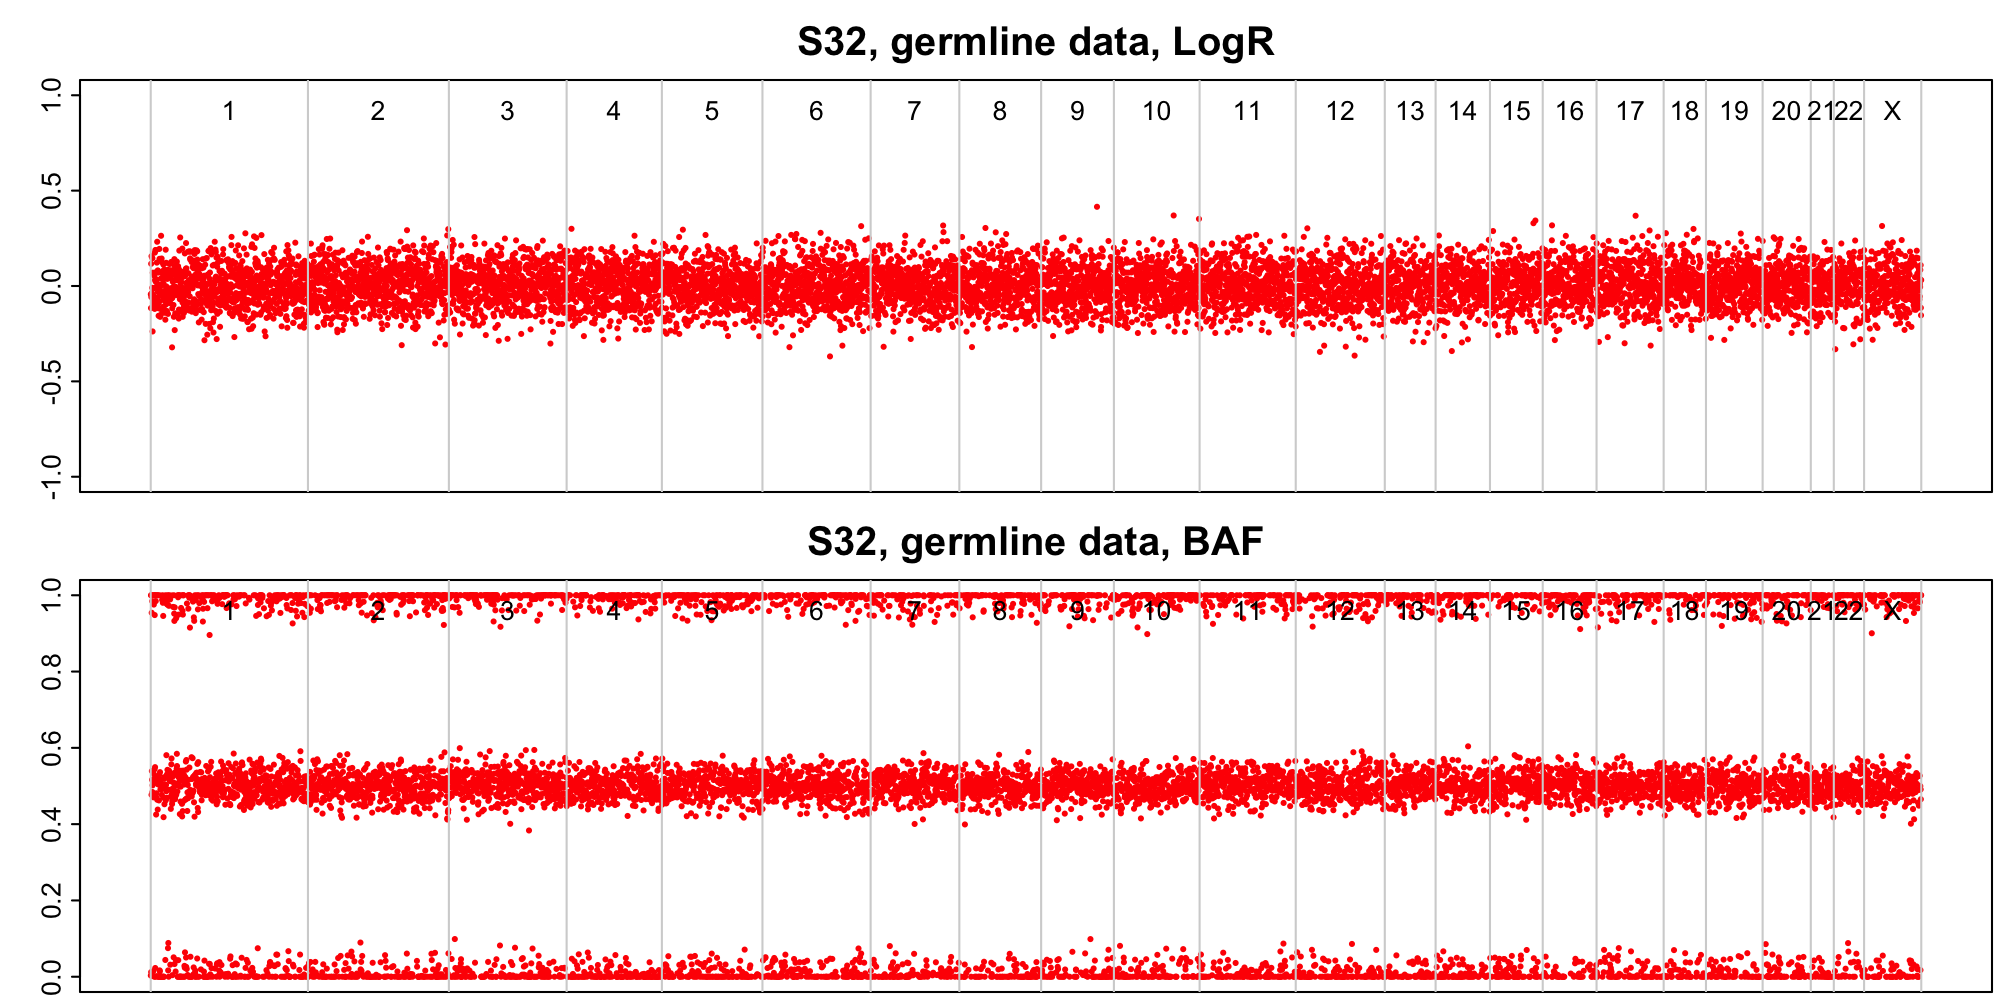 S32, germline data, LogR
1.0
0.5
0.0
-0.5
-1.0
1 2 3 4 5 6 7 8 9 10 11 12 13 14 15 16 17 18 19 20 21 22 X
S32, germline data, BAF
1.0
0.8
0.6
0.4
0.2
0.0
1 2 3 4 5 6 7 8 9 10 11 12 13 14 15 16 17 18 19 20 21 22 X